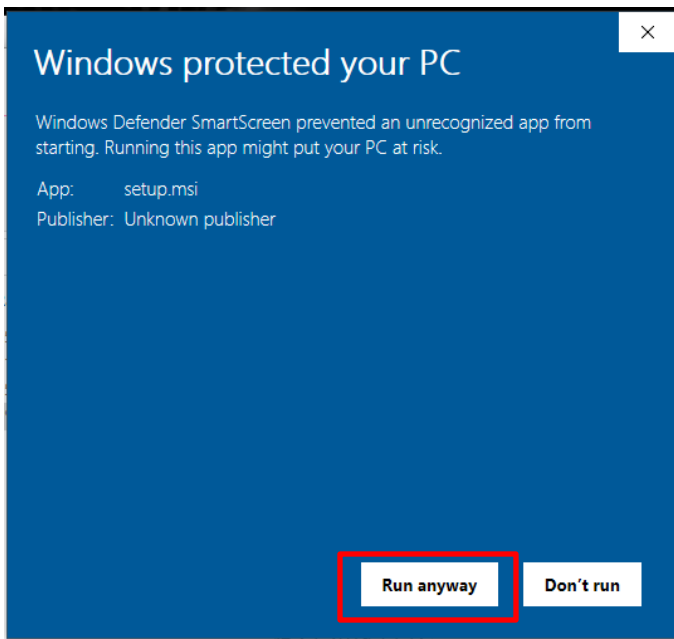 Windows protected your PC
Windows Defender SmartScreen prevented an unrecognized app from
starting. Running this app might put your PC at risk.
App: setup.msi
Publisher: Unknown publisher
Run anyway Don’t run